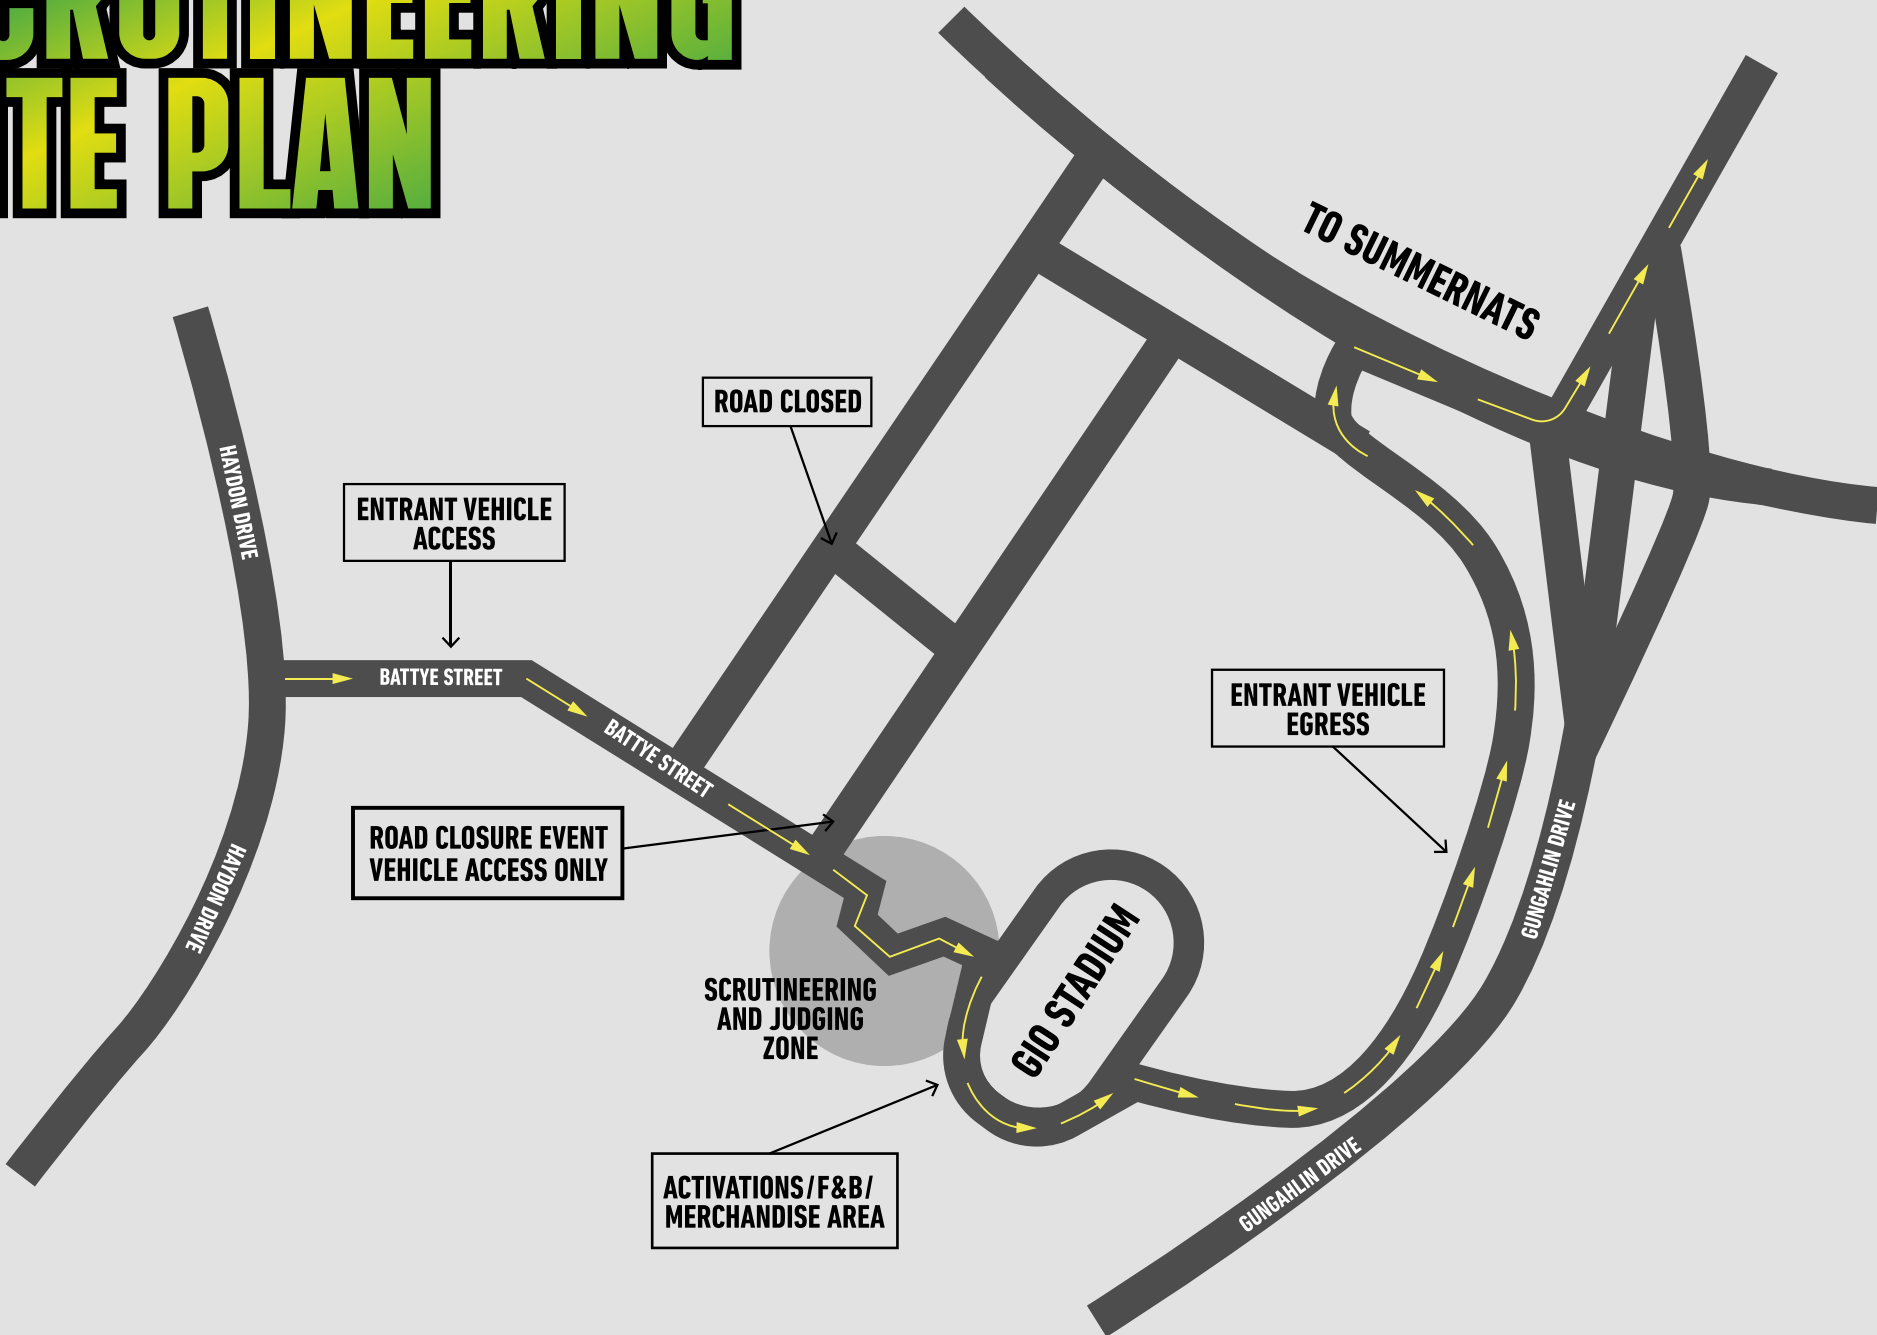 CRUTINEERING
TE PLAN
TO SUMMERNATS
ROAD CLOSED
HAYDON DRIVE
ENTRANT VEHICLE
ACCESS
BATTYE STREET
BATTYE STREET
ENTRANT VEHICLE
EGRESS
ROAD CLOSURE EVENT
VEHICLE ACCESS ONLY
HAYDON DRIVE
GUNGAHLIN DRIVE
GIO STADIUM
SCRUTINEERING
AND JUDGING
ZONE
ACTIVATIONS/F&B/
MERCHANDISE AREA
GUNGAHLIN DRIVE